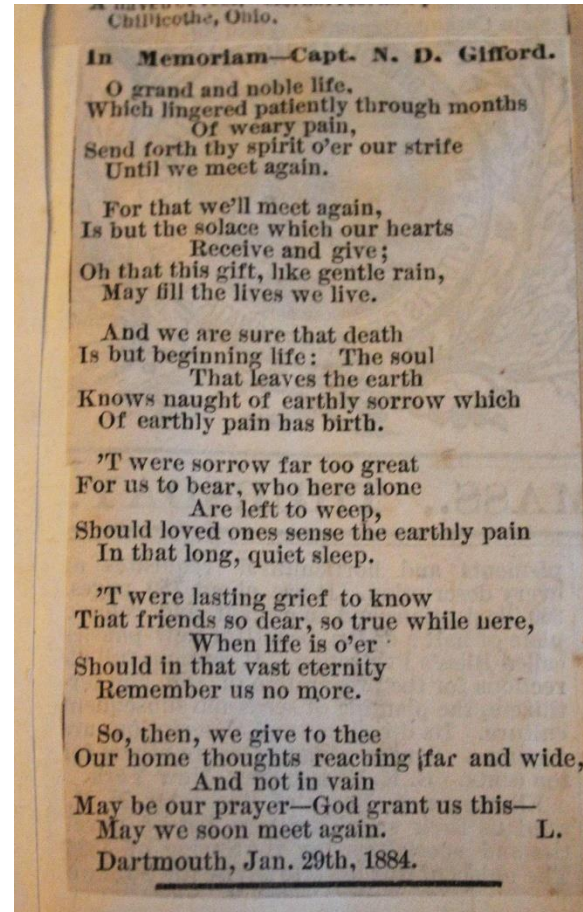 Chillicothe, Ohio.
In Memoriam—Capt. N. D. Gifford.
O grand and noble life.
Which lingered patiently through months
Of weary pain,
Send forth thy spirit o'er our strife
Until we meet again.
For that we'll meet again,
Is but the solace which our hearts
Receive and give;
Oh that this gift, like gentle rain,
May fill the lives we live.
And we are sure that death
Is but beginning life: The soul
That leaves the earth
Knows naught of earthly sorrow which
Of earthly pain has birth.
'T were sorrow far too great
For us to bear, who here alone
Are left to weep,
Should loved ones sense the earthly pain
In that long, quiet sleep.
'T were lasting grief to know
That friends so dear, so true while here,
When life is o'er
Should in that vast eternity
Remember us no more.
So, then, we give to thee
Our home thoughts reaching far and wide,
And not in vain
May be our prayer—God grant us this—
May we soon meet again. L.
Dartmouth, Jan. 29th, 1884.